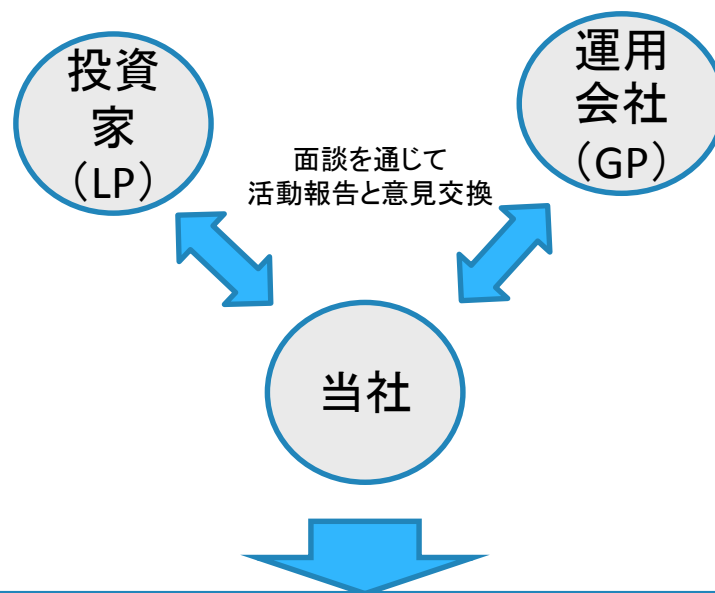 投資
家
（LP）
運用
会社
（GP）
面談を通じて
活動報告と意見交換
当社